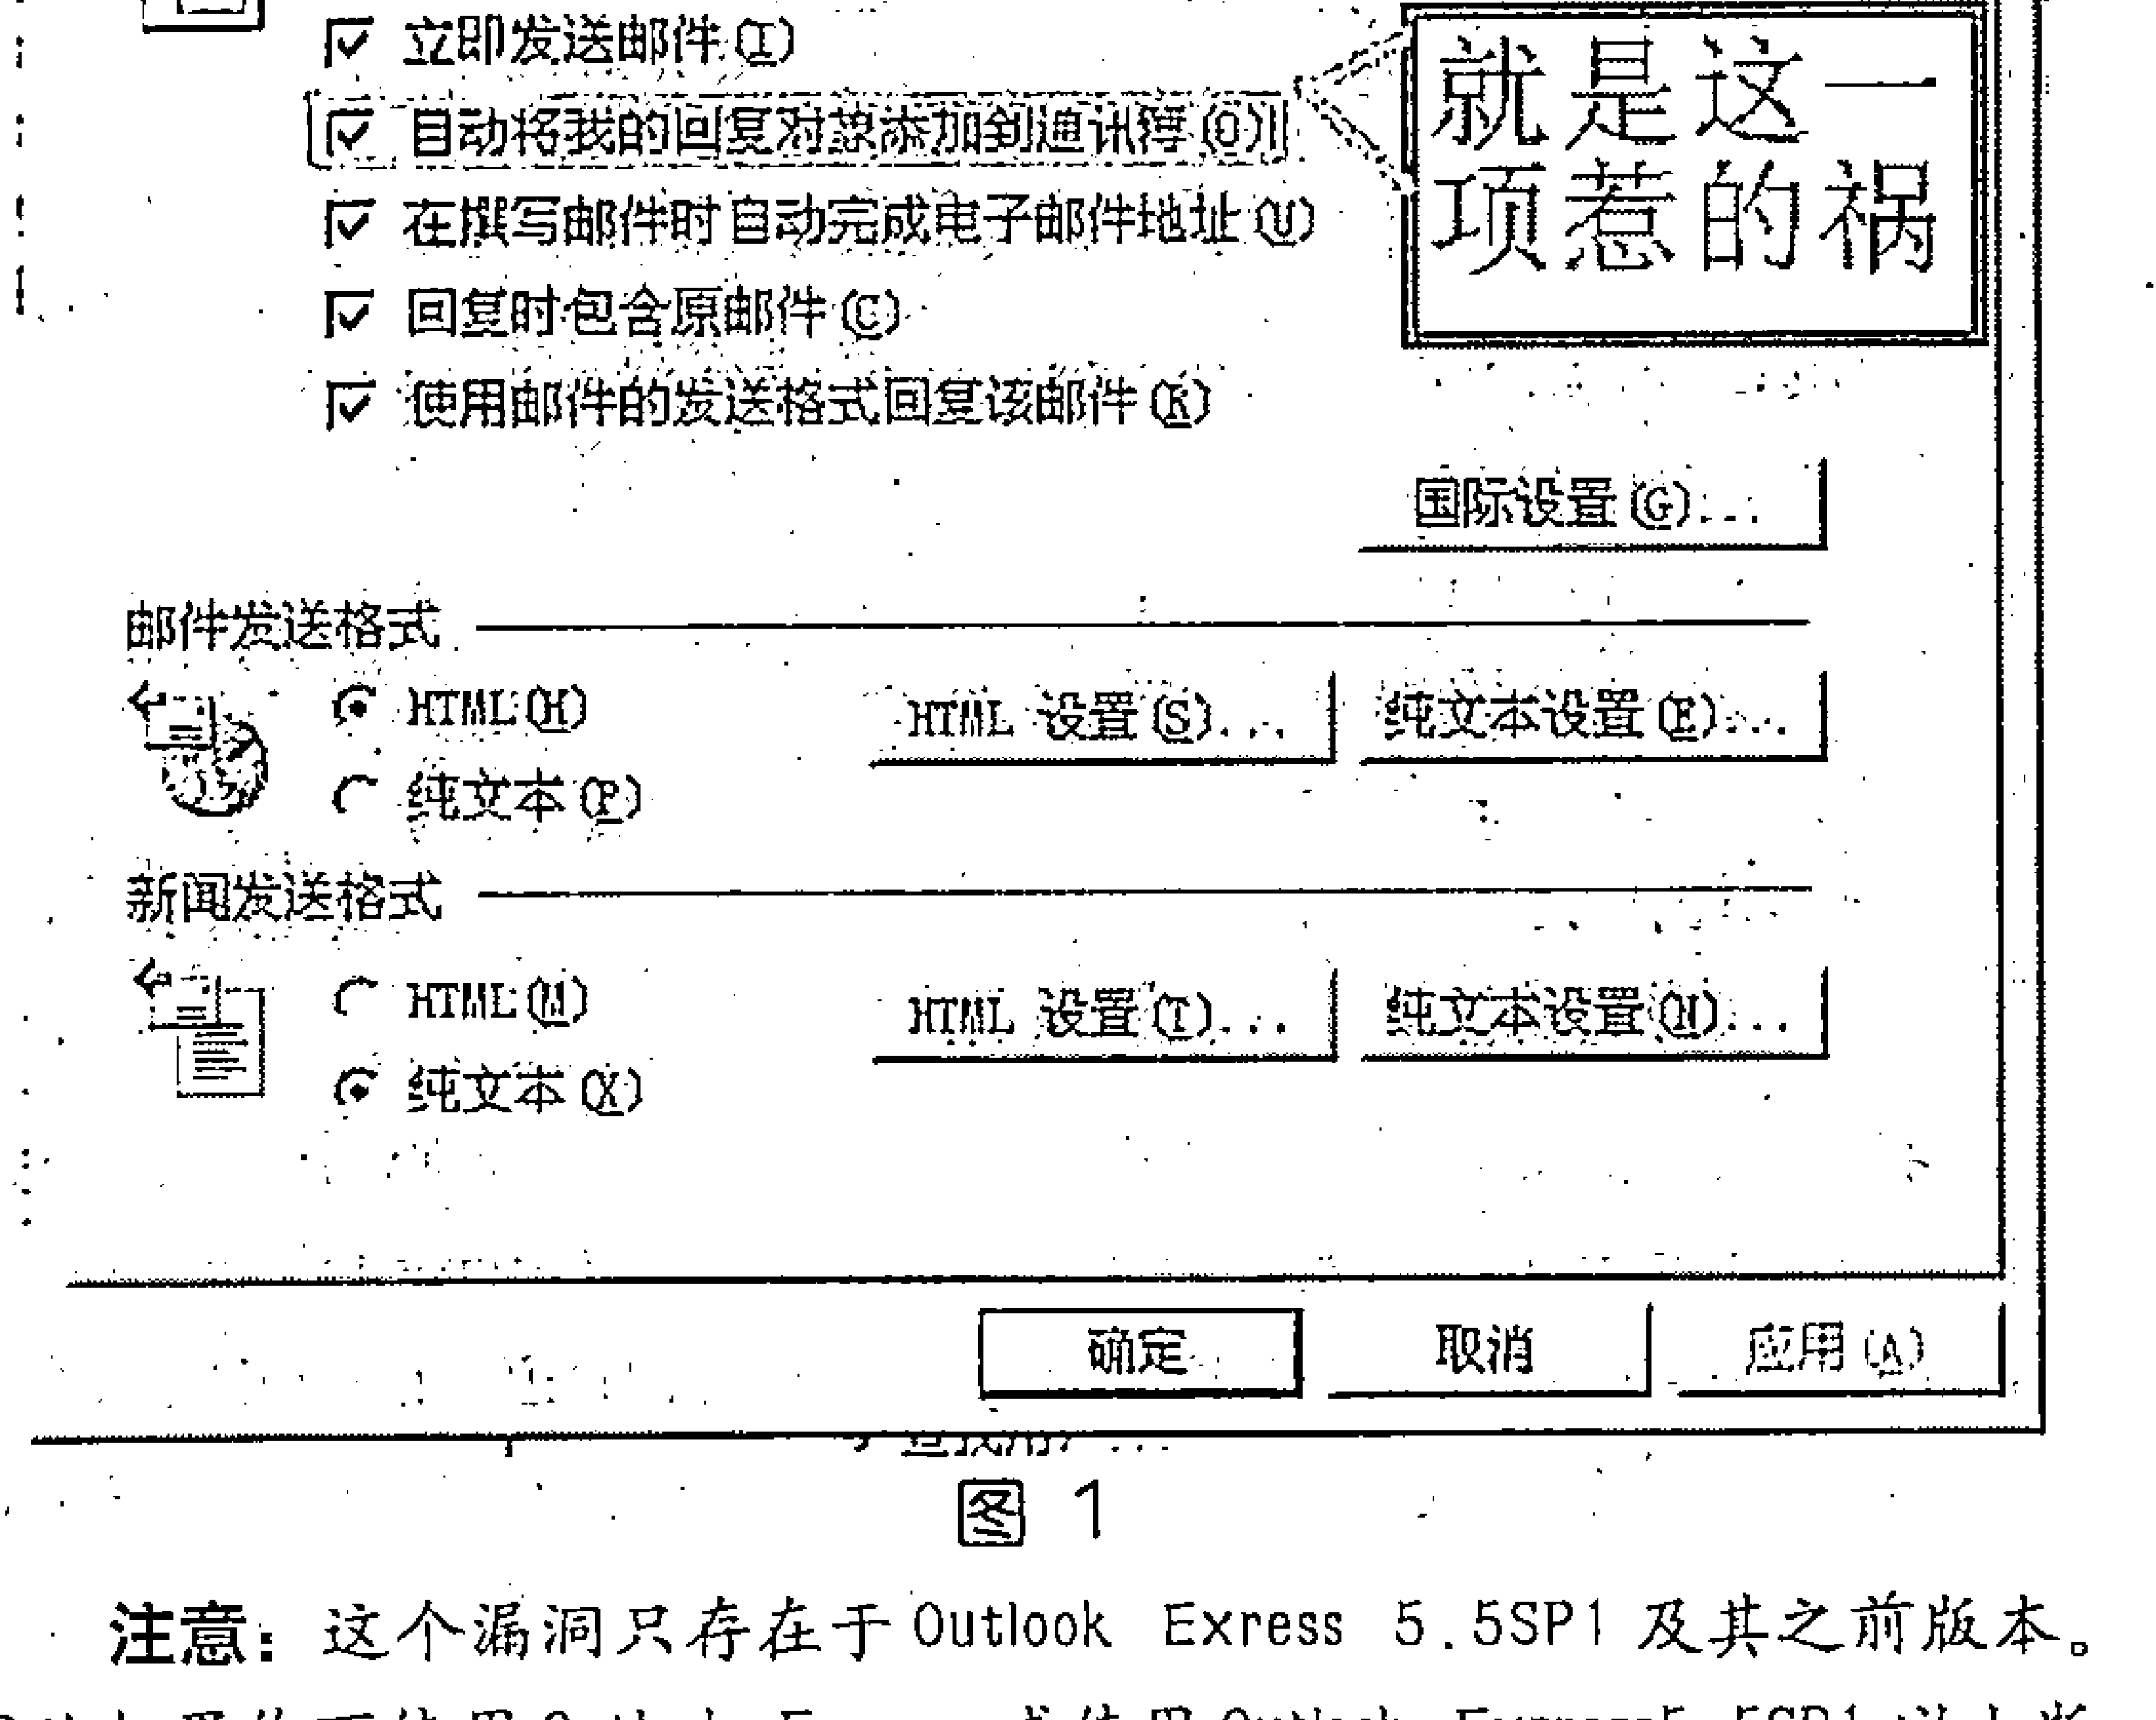 立即发送邮件(I)
自动将我的回复对象添加到通讯簿(O)
就是这一
项惹的祸
在撰写邮件时自动完成电子邮件地址(U)
回复时包含原邮件(C)
使用邮件的发送格式回复该邮件(R)
国际设置(G)...
邮件发送格式
HTML(H)
HTML 设置(S)...
纯文本设置(E)...
纯文本(P)
新闻发送格式
HTML(M)
HTML 设置(T)...
纯文本设置(N)...
纯文本(X)
确定
取消
应用(A)
图 1
注意：这个漏洞只存在于Outlook Exress 5.5SP1及其之前版本。